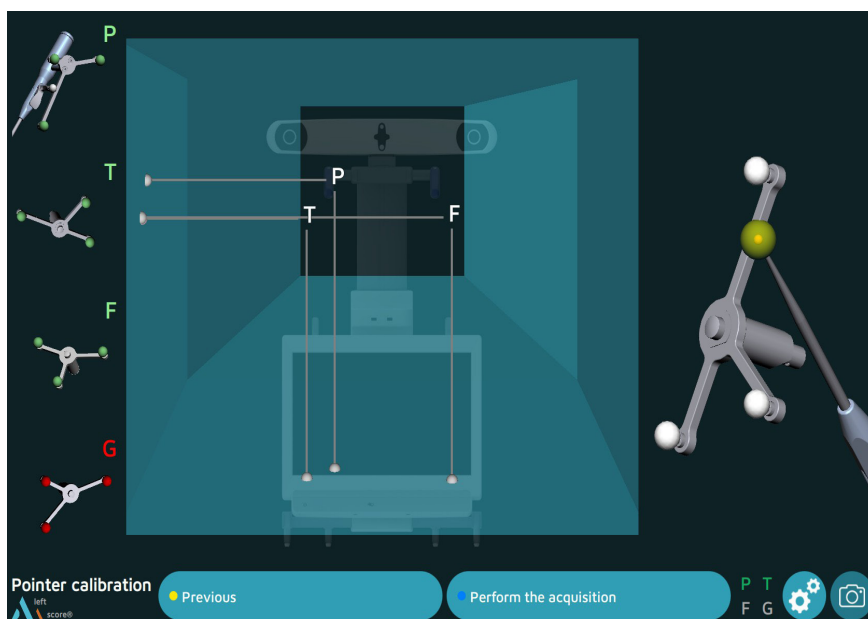 P
T
F
G
P
T
F
Pointer calibration
left
score®
Previous
Perform the acquisition
P T
F G